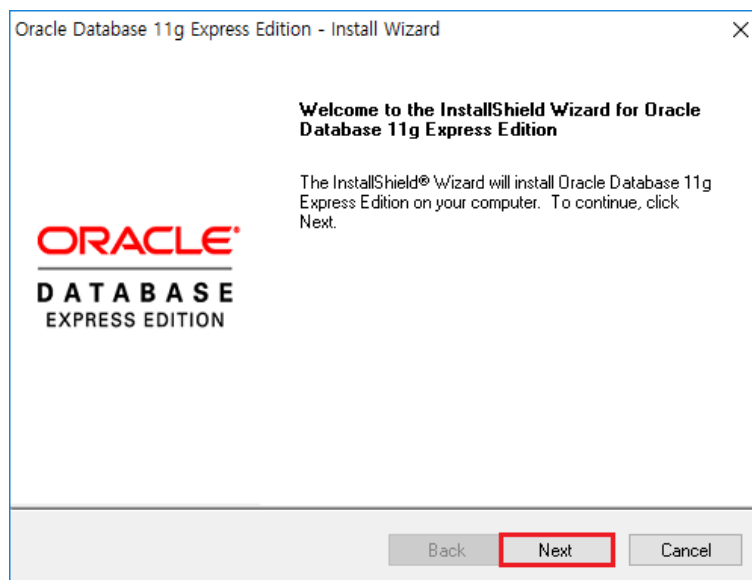 Oracle Database 11g Express Edition - Install Wizard
Welcome to the InstallShield Wizard for Oracle
Database 11g Express Edition
The InstallShield® Wizard will install Oracle Database 11g
Express Edition on your computer. To continue, click
Next.
ORACLE
DATABASE
EXPRESS EDITION
Back
Next
Cancel